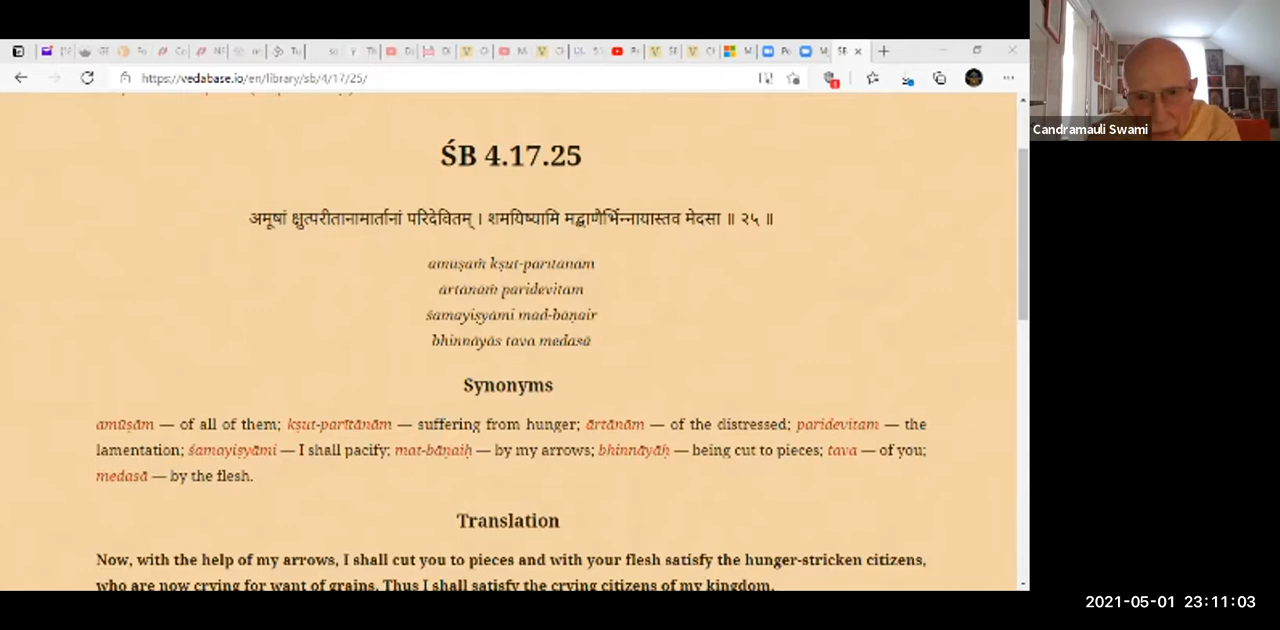 https://vedabase.io/en/library/sb/4/17/25/
Candramauli Swami
ŚB 4.17.25
अमूषां क्षुत्परीतानामार्तानां परिदेवितम् । शमयिष्यामि मद्बाणैर्भिन्नायास्तव मेदसा ॥ २५ ॥
amūṣāṁ kṣut-parītānām
ārtānāṁ paridevitam
śamayiṣyāmi mad-bāṇair
bhinnāyās tava medasā
Synonyms
amūṣām — of all of them; kṣut-parītānām — suffering from hunger; ārtānām — of the distressed; paridevitam — the
lamentation; śamayiṣyāmi — I shall pacify; mat-bāṇaiḥ — by my arrows; bhinnāyāḥ — being cut to pieces; tava — of you;
medasā — by the flesh.
Translation
Now, with the help of my arrows, I shall cut you to pieces and with your flesh satisfy the hunger-stricken citizens,
who are now crying for want of grains. Thus I shall satisfy the crying citizens of my kingdom.
2021-05-01 23:11:03